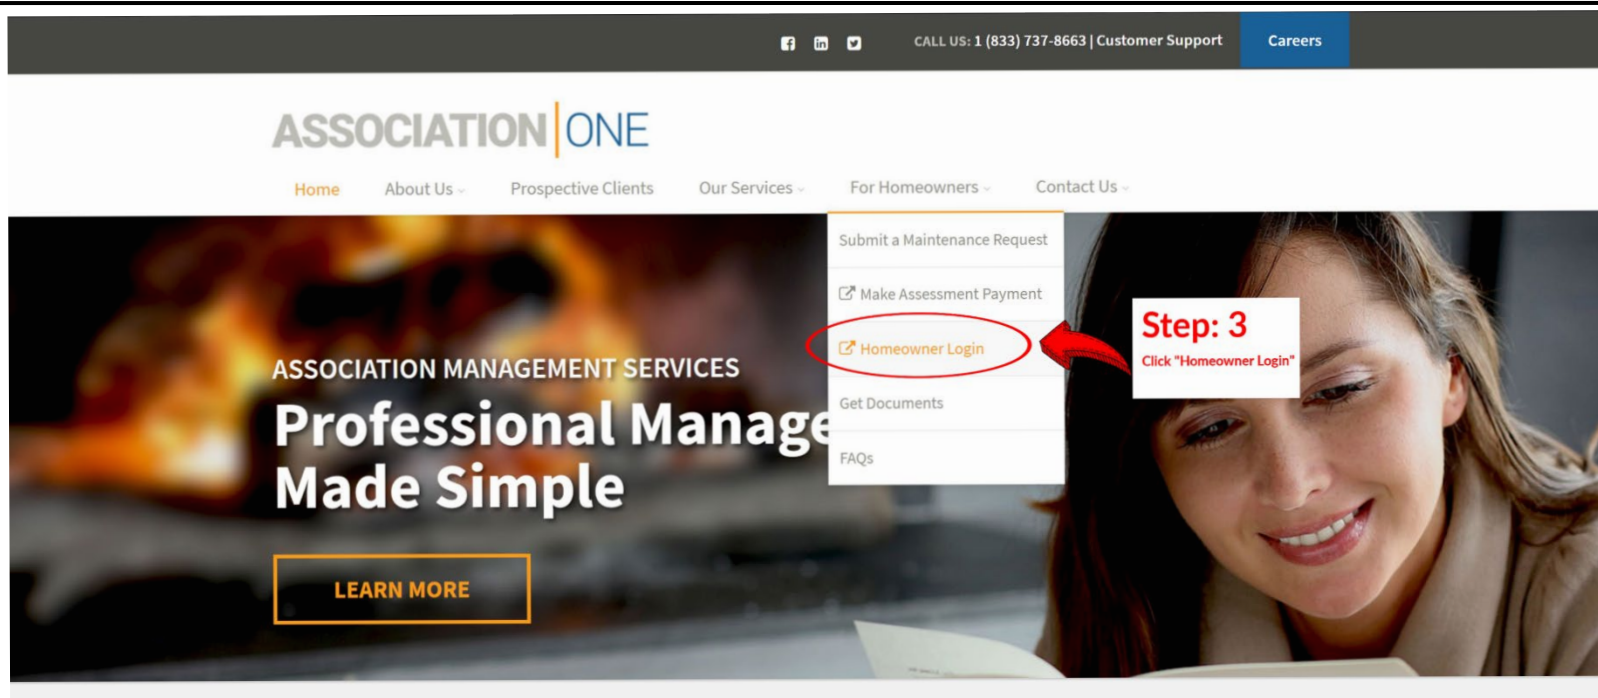 CALL US: 1 (833) 737-8663 | Customer Support
Careers
ASSOCIATION|ONE
Home
About Us
Prospective Clients
Our Services
For Homeowners
Contact Us
Submit a Maintenance Request
Make Assessment Payment
Homeowner Login
Get Documents
FAQs
Step: 3
Click "Homeowner Login"
ASSOCIATION MANAGEMENT SERVICES
Professional Manage
Made Simple
LEARN MORE